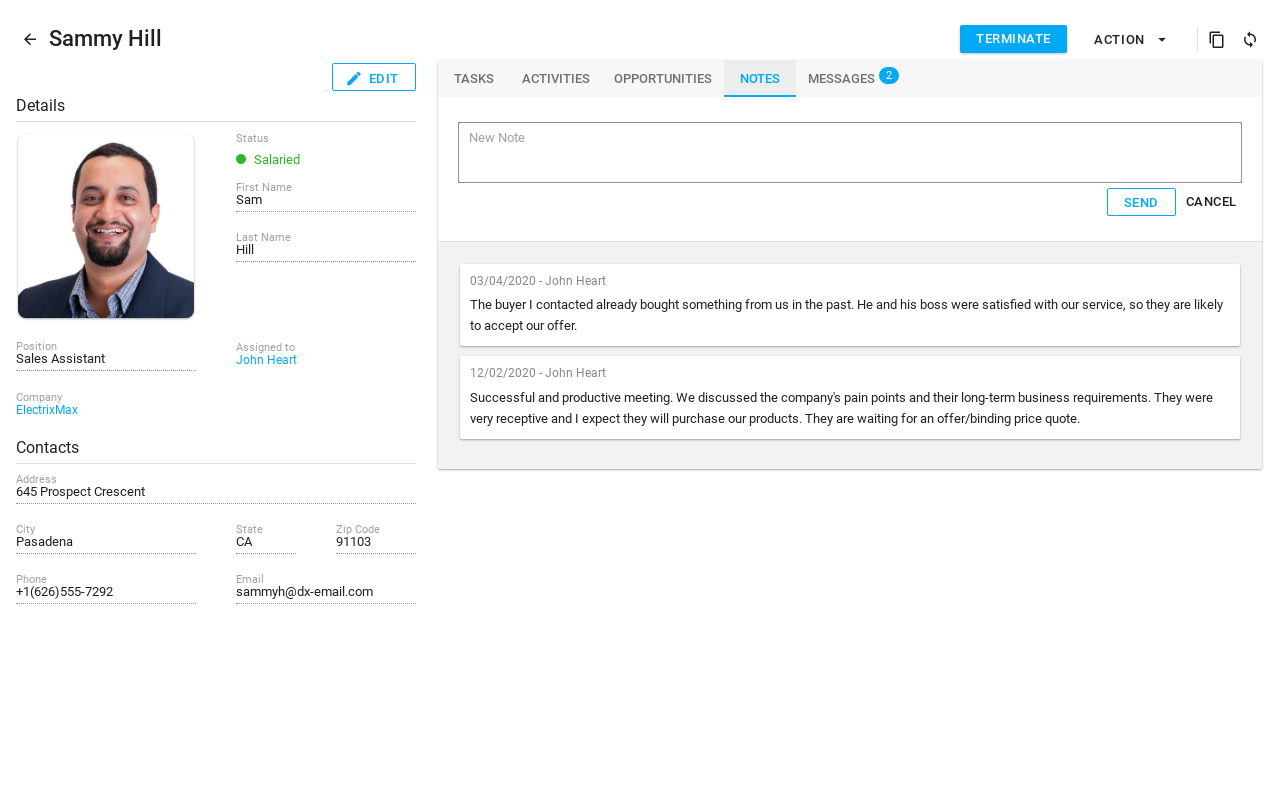 Sammy Hill
TERMINATE
ACTION
EDIT
TASKS
ACTIVITIES
OPPORTUNITIES
NOTES
MESSAGES
2
Details
Status
Salaried
First Name
Sam
Last Name
Hill
Position
Sales Assistant
Assigned to
John Heart
Company
ElectrixMax
Contacts
Address
645 Prospect Crescent
City
Pasadena
State
CA
Zip Code
91103
Phone
+1(626)555-7292
Email
sammyh@dx-email.com
New Note
SEND
CANCEL
03/04/2020 - John Heart
The buyer I contacted already bought something from us in the past. He and his boss were satisfied with our service, so they are likely
to accept our offer.
12/02/2020 - John Heart
Successful and productive meeting. We discussed the company's pain points and their long-term business requirements. They were
very receptive and I expect they will purchase our products. They are waiting for an offer/binding price quote.